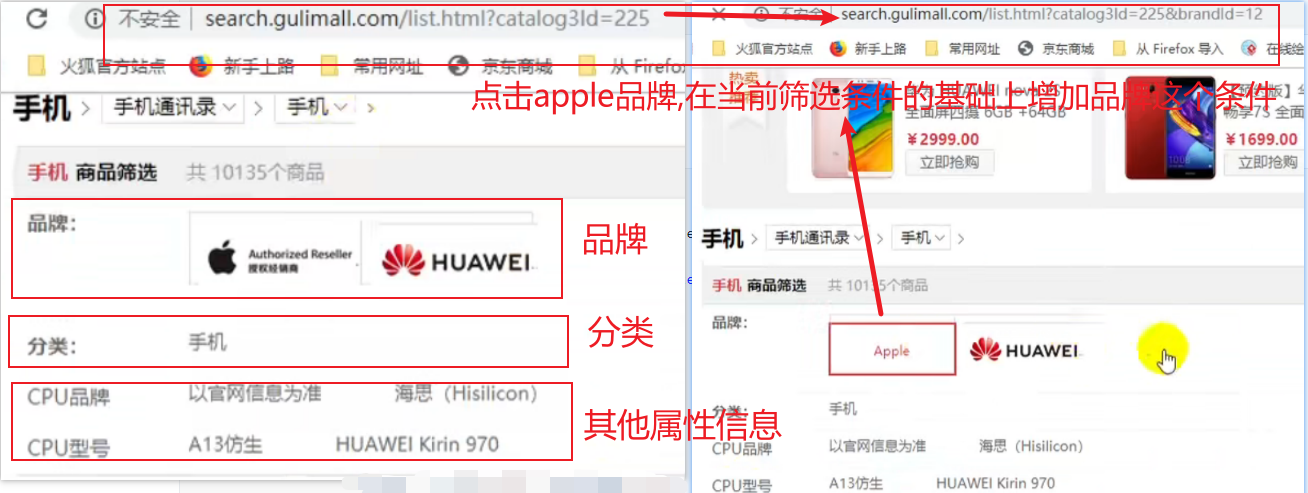 不安全 search.gulimall.com/list.html?catalog3Id=225
火狐官方站点 新手上路 常用网址 京东商城 从 Firefox
手机 > 手机通讯录 > 手机 >
手机 商品筛选 共 10135个商品
品牌:
Authorized Reseller
授权经销商
HUAWEI
品牌
分类: 手机
分类
CPU品牌 以官网信息为准 海思（Hisilicon）
CPU型号 A13仿生 HUAWEI Kirin 970
其他属性信息
不安全 search.gulimall.com/list.html?catalog3Id=225&brandId=12
火狐官方站点 新手上路 常用网址 京东商城 从 Firefox 导入 在线绘
点击apple品牌,在当前筛选条件的基础上增加品牌这个条件
热卖
全面屏四摄 6GB +64GB
¥2999.00
立即抢购
畅享7S 全面
¥1699.00
立即抢购
手机 > 手机通讯录 > 手机 >
手机 商品筛选 共 10135个商品
品牌:
Apple HUAWEI
分类: 手机
CPU品牌 以官网信息为准 海思（Hisilicon）
CPU型号 A13仿生 HUAWEI Kirin 970